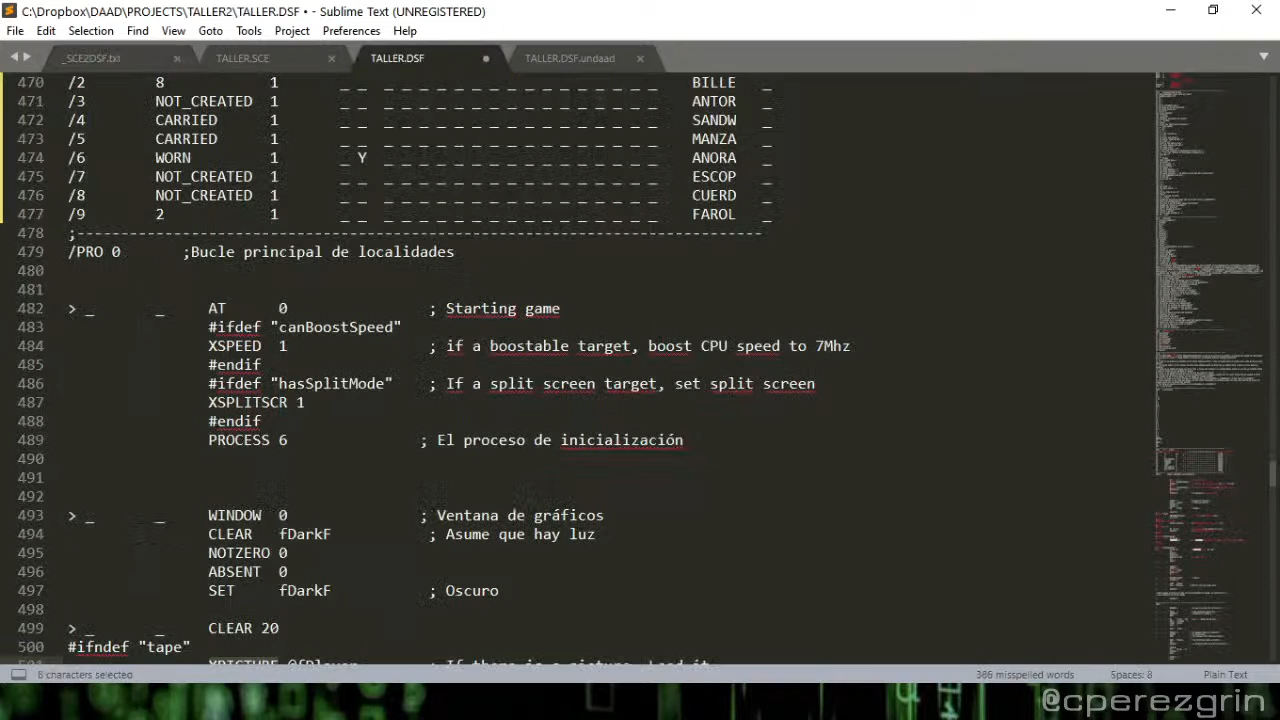 C:\Dropbox\DAAD\PROJECTS\TALLER2\TALLER.DSF • - Sublime Text (UNREGISTERED)
File Edit Selection Find View Goto Tools Project Preferences Help
_SCE2DSF.txt TALLER.SCE TALLER.DSF TALLER.DSF.undaad
470 /2 8 1 _ _ _ _ _ _ _ _ _ _ _ _ _ _ _ _ _ _ BILLE _
471 /3 NOT_CREATED 1 _ _ _ _ _ _ _ _ _ _ _ _ _ _ _ _ _ _ ANTOR _
472 /4 CARRIED 1 _ _ _ _ _ _ _ _ _ _ _ _ _ _ _ _ _ _ SANDW _
473 /5 CARRIED 1 _ _ _ _ _ _ _ _ _ _ _ _ _ _ _ _ _ _ MANZA _
474 /6 WORN 1 _ Y _ _ _ _ _ _ _ _ _ _ _ _ _ _ _ _ ANORA _
475 /7 NOT_CREATED 1 _ _ _ _ _ _ _ _ _ _ _ _ _ _ _ _ _ _ ESCOP _
476 /8 NOT_CREATED 1 _ _ _ _ _ _ _ _ _ _ _ _ _ _ _ _ _ _ CUERD _
477 /9 2 1 _ _ _ _ _ _ _ _ _ _ _ _ _ _ _ _ _ _ FAROL _
478 ;-------------------------------------------------------------------------------
479 /PRO 0 ;Bucle principal de localidades
480
481
482 > _ _ AT 0 ; Starting game
483 #ifdef "canBoostSpeed"
484 XSPEED 1 ; if a boostable target, boost CPU speed to 7Mhz
485 #endif
486 #ifdef "hasSplitMode" ; If a split screen target, set split screen
487 XSPLITSCR 1
488 #endif
489 PROCESS 6 ; El proceso de inicialización
490
491
492
493 > _ _ WINDOW 0 ; Ventana de gráficos
494 CLEAR fDarkF ; Asume que hay luz
495 NOTZERO 0
496 ABSENT 0
497 SET fDarkF ; Oscuro
498
499 > _ _ CLEAR 20
500 #ifndef "tape"
8 characters selected 386 misspelled words Spaces: 8 Plain Text
@cperezgrin